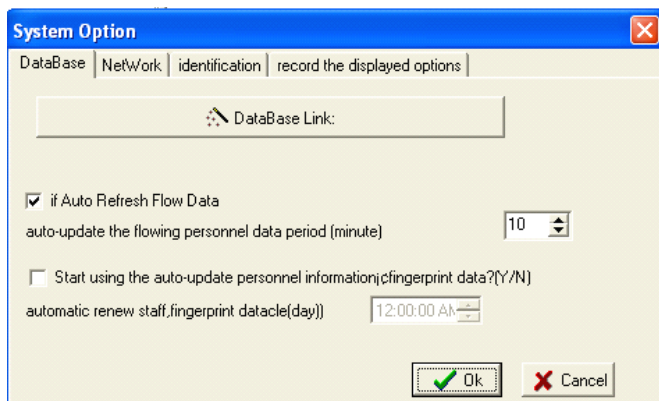 System Option
DataBase NetWork identification record the displayed options
DataBase Link:
if Auto Refresh Flow Data
auto-update the flowing personnel data period (minute) 10
Start using the auto-update personnel information¡¢fingerprint data?(Y/N)
automatic renew staff,fingerprint datacle(day)) 12:00:00 AM
Ok Cancel